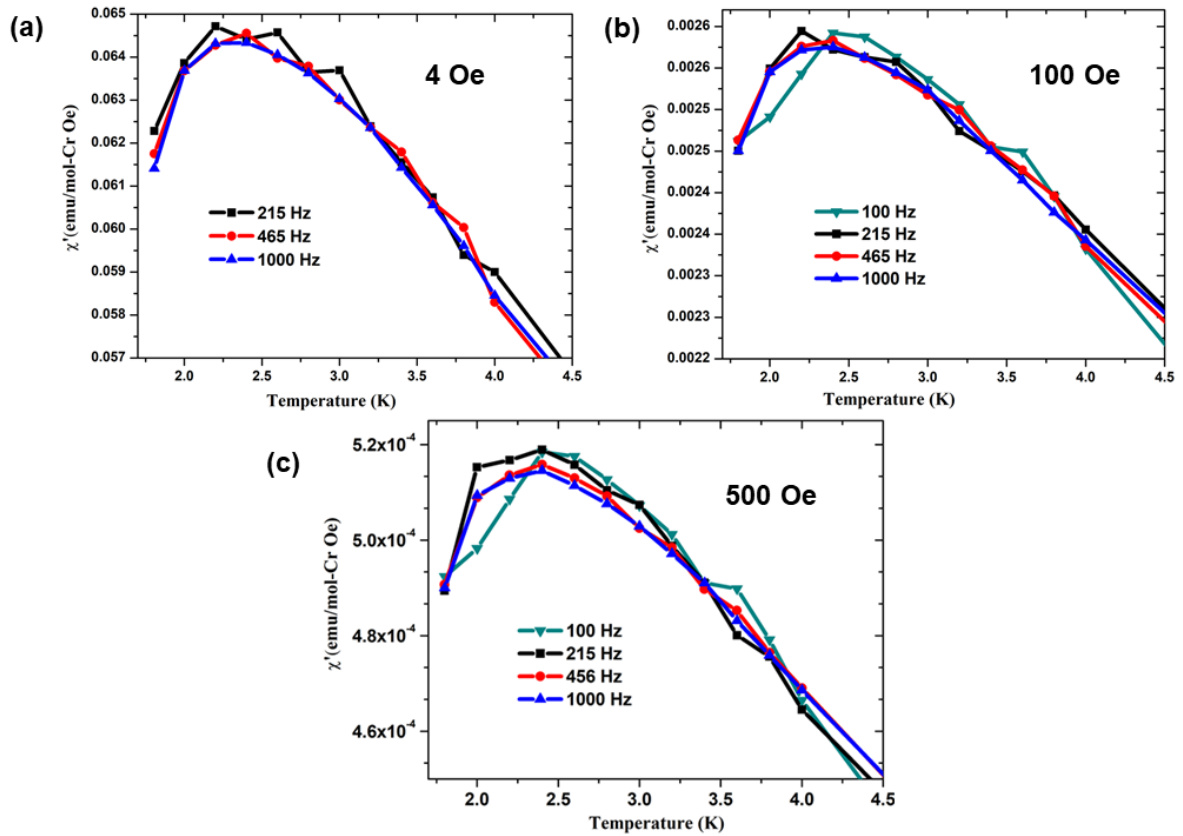 (a)
4 Oe
χ'(emu/mol-Cr Oe)
0.065
0.064
0.063
0.062
0.061
0.060
0.059
0.058
0.057
215 Hz
465 Hz
1000 Hz
2.0 2.5 3.0 3.5 4.0 4.5
Temperature (K)
(b)
100 Oe
χ'(emu/mol-Cr Oe)
0.0026
0.0026
0.0025
0.0025
0.0024
0.0024
0.0023
0.0023
0.0022
100 Hz
215 Hz
465 Hz
1000 Hz
2.0 2.5 3.0 3.5 4.0 4.5
Temperature (K)
(c)
500 Oe
χ'(emu/mol-Cr Oe)
5.2x10⁻⁴
5.0x10⁻⁴
4.8x10⁻⁴
4.6x10⁻⁴
100 Hz
215 Hz
456 Hz
1000 Hz
2.0 2.5 3.0 3.5 4.0 4.5
Temperature (K)